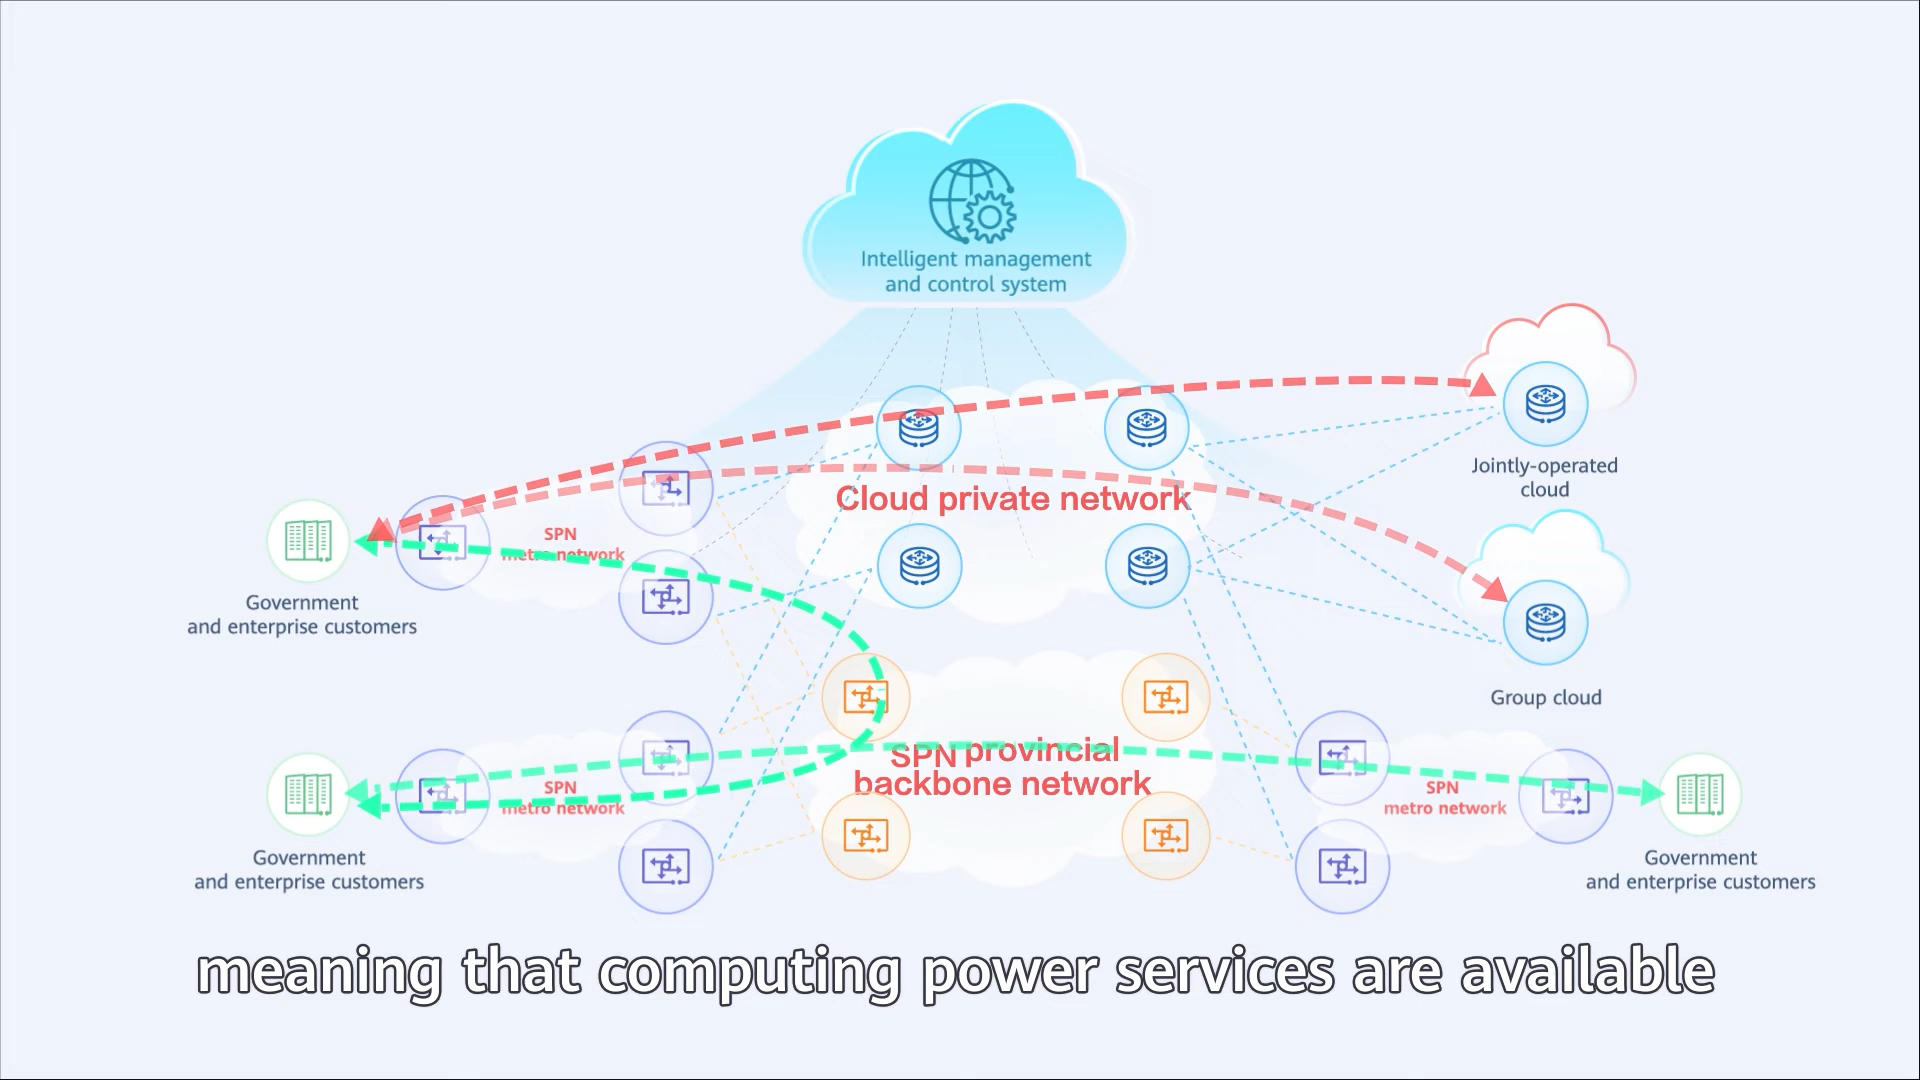 Intelligent management
and control system
Cloud private network
Jointly-operated
cloud
SPN
metro network
Government
and enterprise customers
Group cloud
SPN provincial
backbone network
SPN
metro network
SPN
metro network
Government
and enterprise customers
Government
and enterprise customers
meaning that computing power services are available